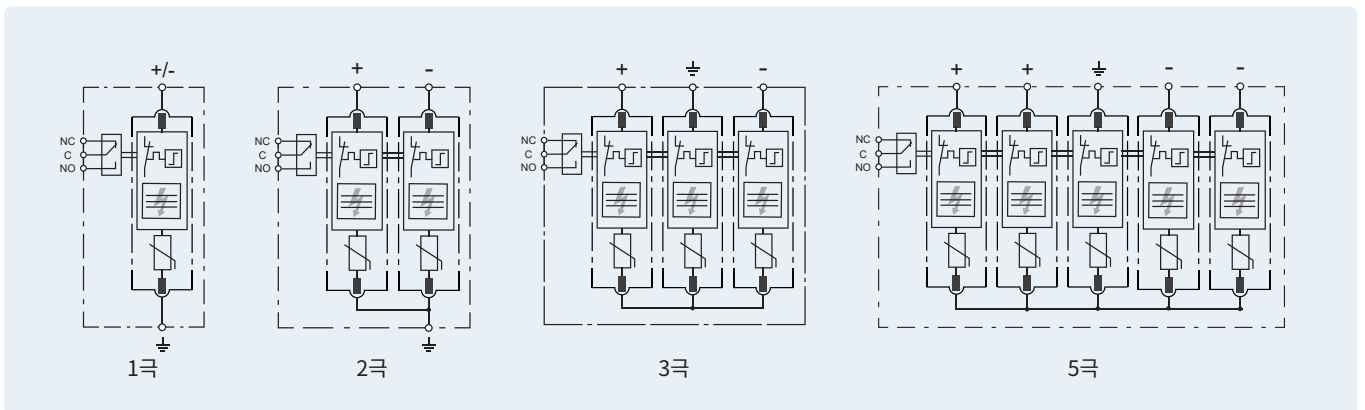 +/- + - + - + + - -
NC NC NC NC
C C C C
NO NO NO NO
1극 2극 3극 5극